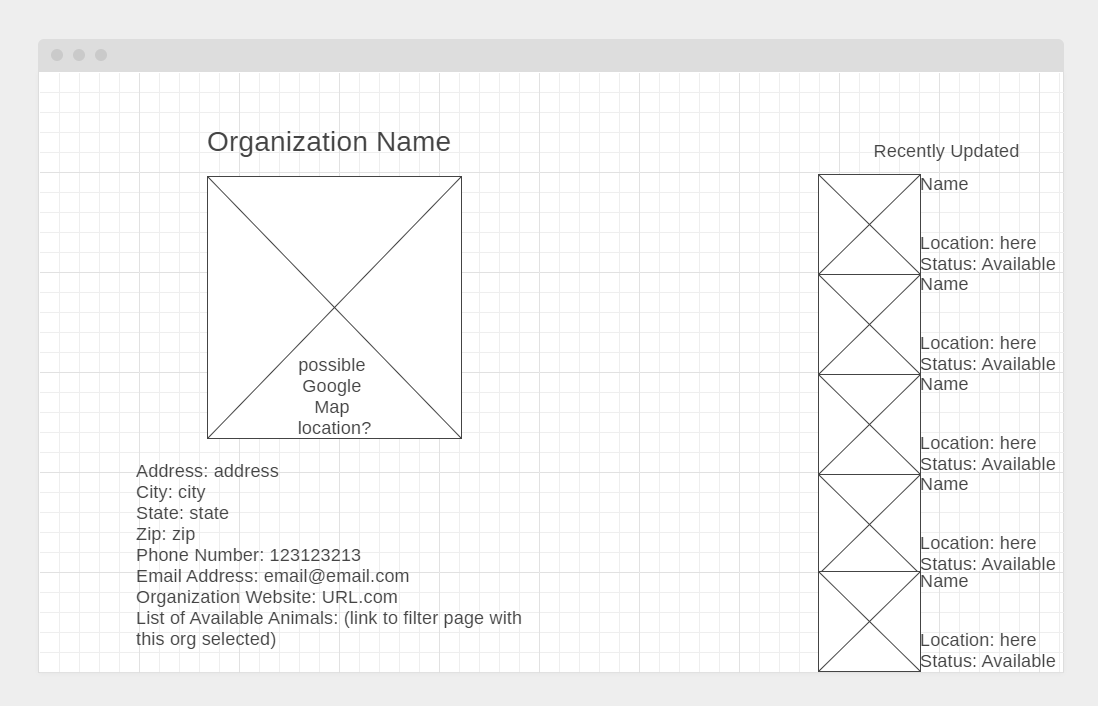 Organization Name
possible
Google
Map
location?
Address: address
City: city
State: state
Zip: zip
Phone Number: 123123213
Email Address: email@email.com
Organization Website: URL.com
List of Available Animals: (link to filter page with
this org selected)
Recently Updated
Name
Location: here
Status: Available
Name
Location: here
Status: Available
Name
Location: here
Status: Available
Name
Location: here
Status: Available
Name
Location: here
Status: Available